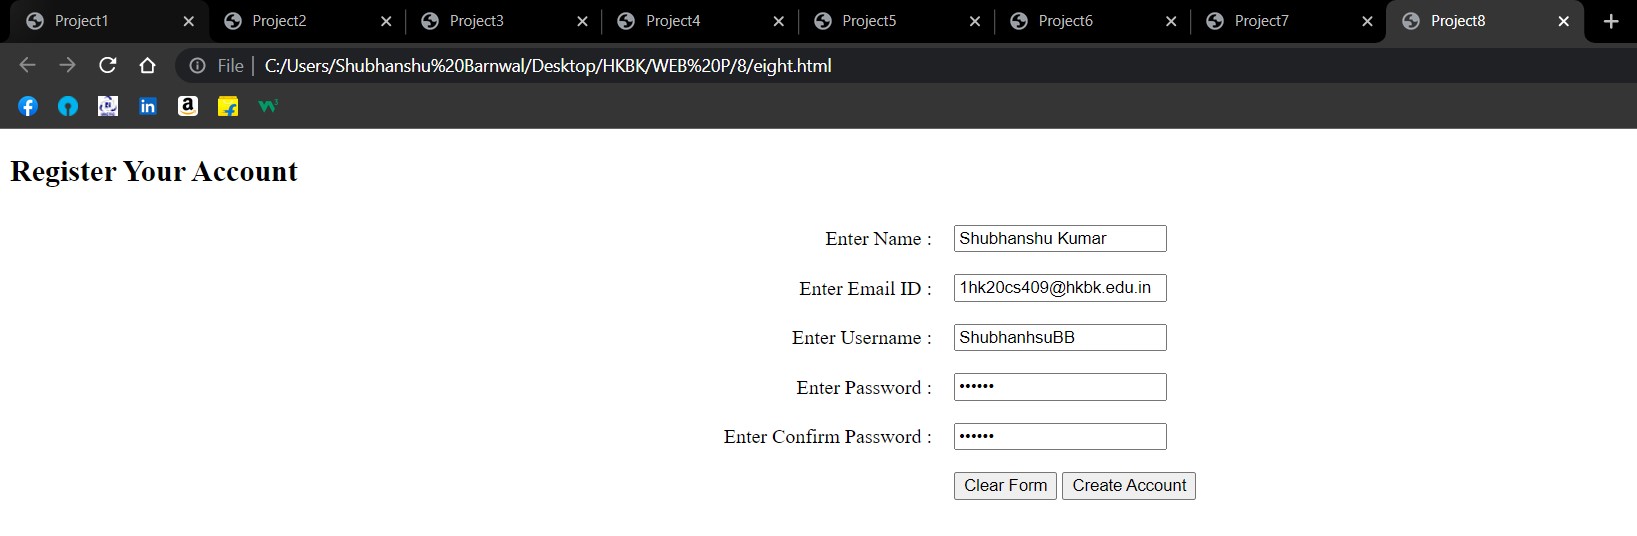 Project1 Project2 Project3 Project4 Project5 Project6 Project7 Project8
File C:/Users/Shubhanshu%20Barnwal/Desktop/HKBK/WEB%20P/8/eight.html
Register Your Account
Enter Name : Shubhanshu Kumar
Enter Email ID : 1hk20cs409@hkbk.edu.in
Enter Username : ShubhanhsuBB
Enter Password : ••••••
Enter Confirm Password : ••••••
Clear Form Create Account